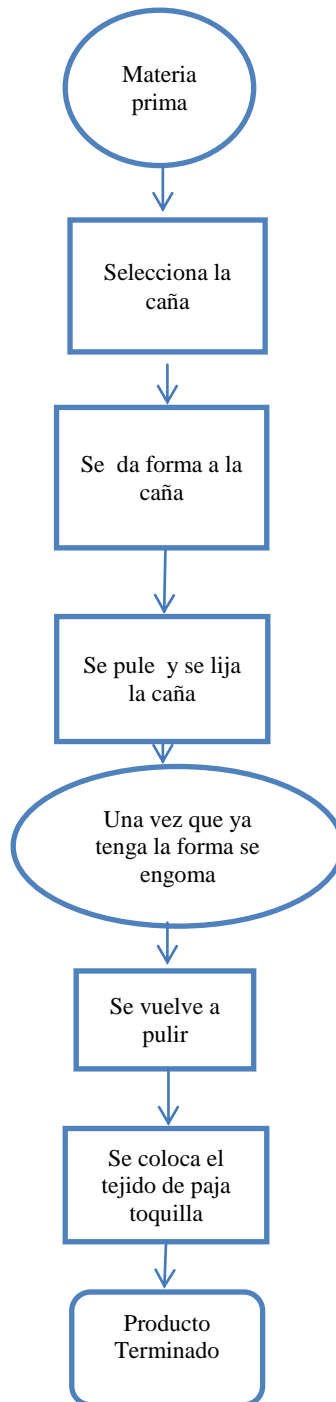 Materia
prima
Selecciona la
caña
Se  da forma a la
caña
Se pule  y se lija
la caña
Una vez que ya
tenga la forma se
engoma
Se vuelve a
pulir
Se coloca el
tejido de paja
toquilla
Producto
Terminado